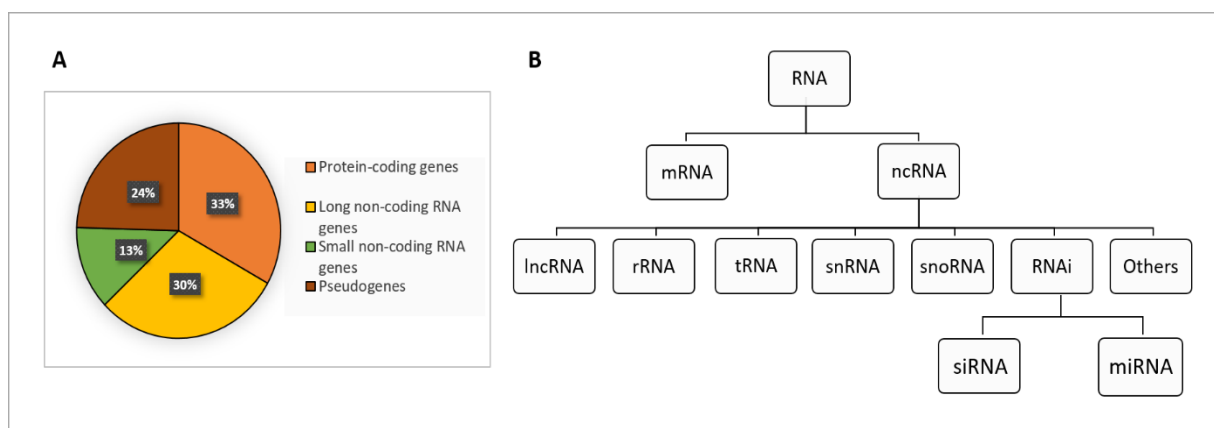 A
Protein-coding genes
Long non-coding RNA
genes
Small non-coding RNA
genes
Pseudogenes
24%
33%
13%
30%
B
RNA
mRNA
ncRNA
lncRNA
rRNA
tRNA
snRNA
snoRNA
RNAi
Others
siRNA
miRNA